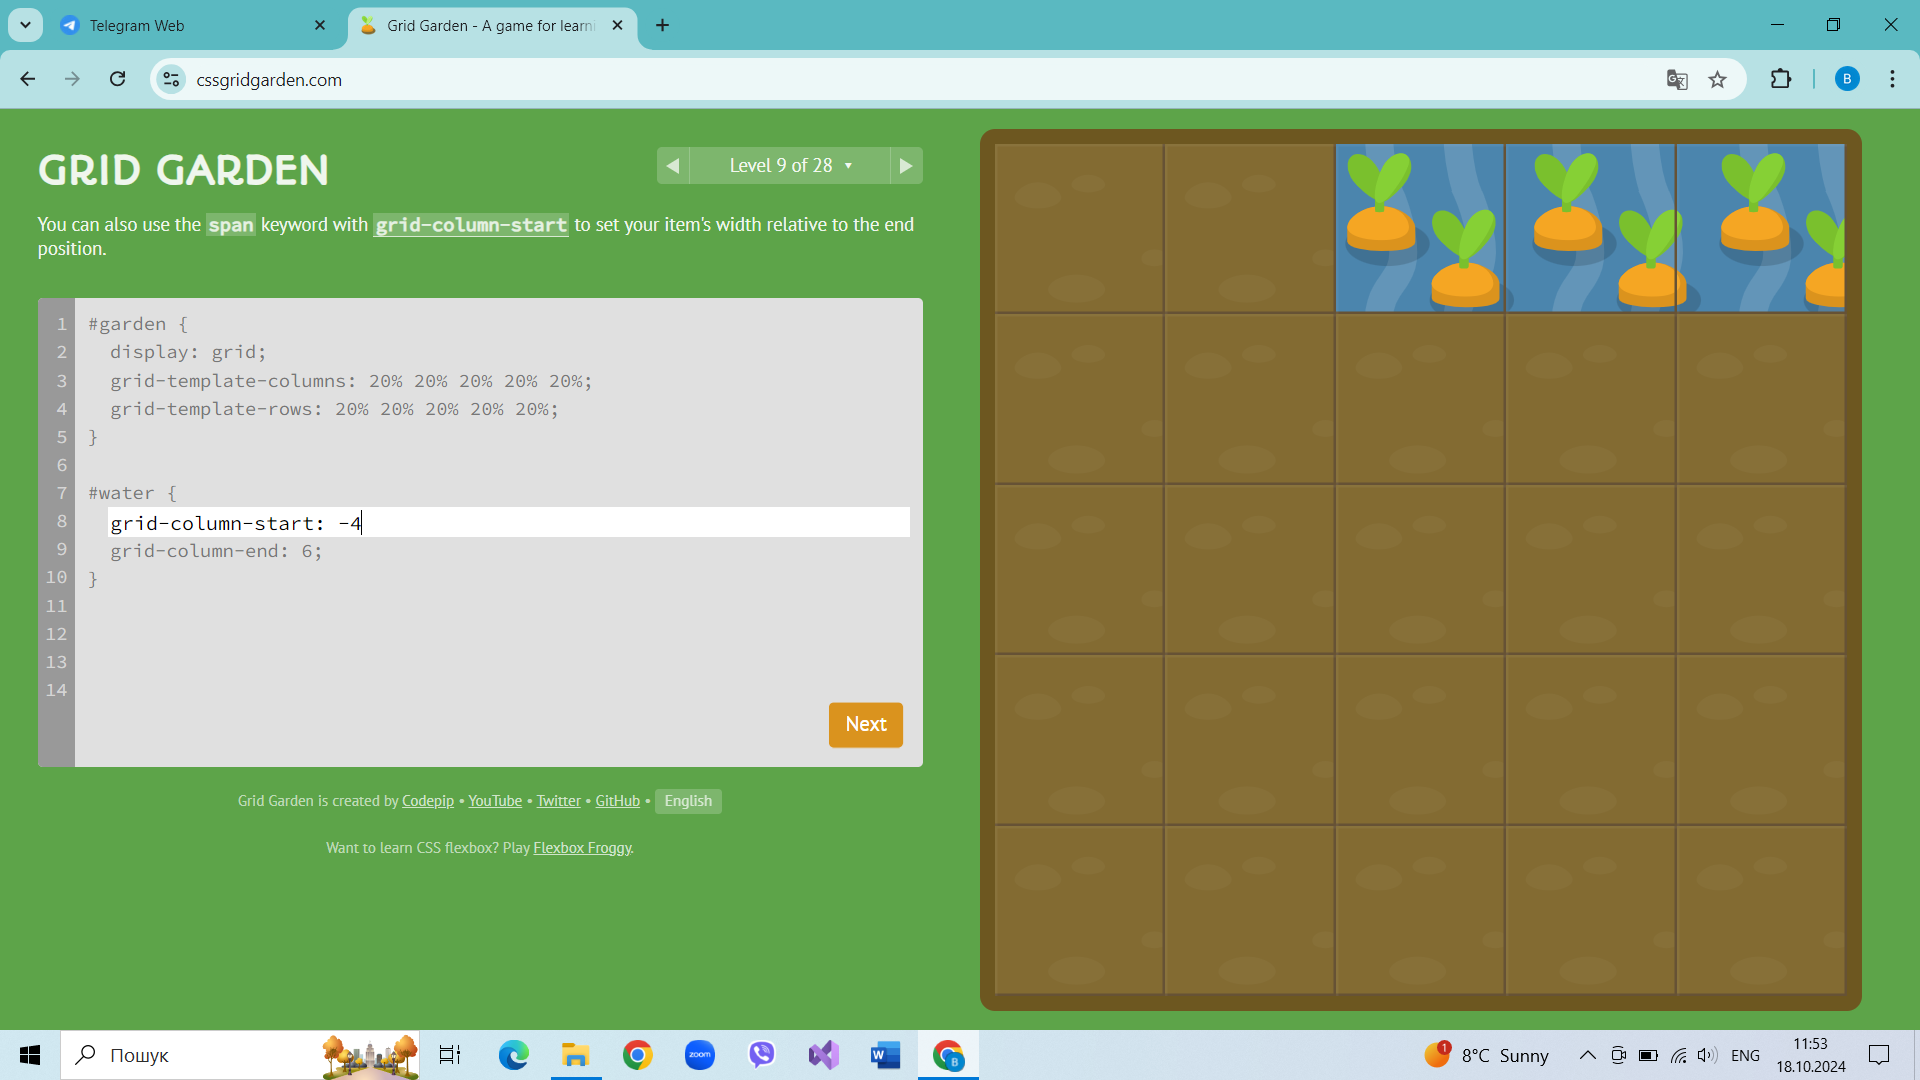 Telegram Web
Grid Garden - A game for learni
cssgridgarden.com
B
GRID GARDEN
Level 9 of 28
You can also use the span keyword with grid-column-start to set your item's width relative to the end
position.
1 #garden {
2 display: grid;
3 grid-template-columns: 20% 20% 20% 20% 20%;
4 grid-template-rows: 20% 20% 20% 20% 20%;
5 }
6
7 #water {
8 grid-column-start: -4
9 grid-column-end: 6;
10 }
11
12
13
14
Next
Grid Garden is created by Codepip • YouTube • Twitter • GitHub • English
Want to learn CSS flexbox? Play Flexbox Froggy.
Пошук
zoom
W
B
1
8°C Sunny
ENG
11:53
18.10.2024